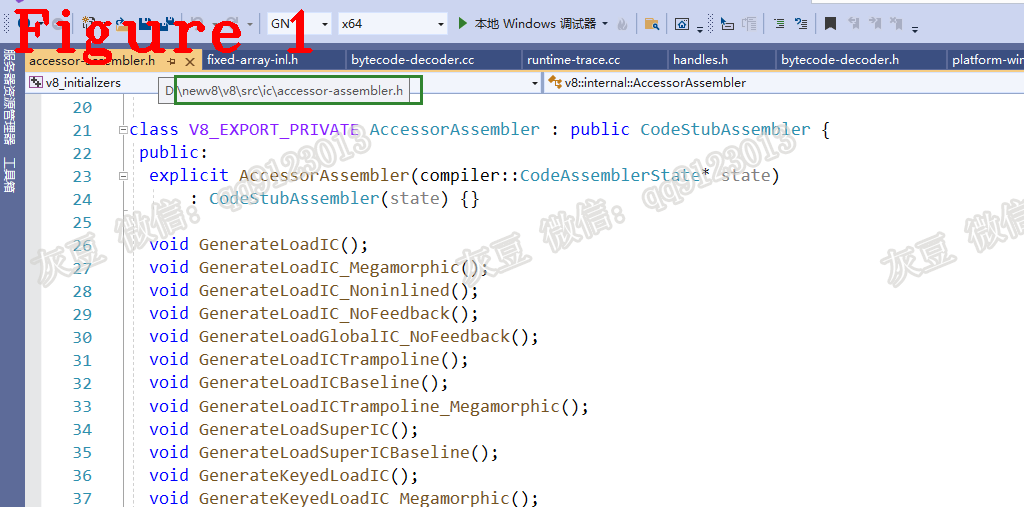 Figure 1
GN
x64
本地 Windows 调试器
accessor-assembler.h
fixed-array-inl.h
bytecode-decoder.cc
runtime-trace.cc
handles.h
bytecode-decoder.h
platform-win
v8_initializers
v8::internal::AccessorAssembler
D:\newv8\v8\src\ic\accessor-assembler.h
服务器资源管理器
工具箱
20
21 class V8_EXPORT_PRIVATE AccessorAssembler : public CodeStubAssembler {
22 public:
23 explicit AccessorAssembler(compiler::CodeAssemblerState* state)
24 : CodeStubAssembler(state) {}
25
26 void GenerateLoadIC();
27 void GenerateLoadIC_Megamorphic();
28 void GenerateLoadIC_Noninlined();
29 void GenerateLoadIC_NoFeedback();
30 void GenerateLoadGlobalIC_NoFeedback();
31 void GenerateLoadICTrampoline();
32 void GenerateLoadICBaseline();
33 void GenerateLoadICTrampoline_Megamorphic();
34 void GenerateLoadSuperIC();
35 void GenerateLoadSuperICBaseline();
36 void GenerateKeyedLoadIC();
37 void GenerateKeyedLoadIC_Megamorphic();
灰豆 微信：qq9123013
灰豆 微信：qq9123013
灰豆 微信